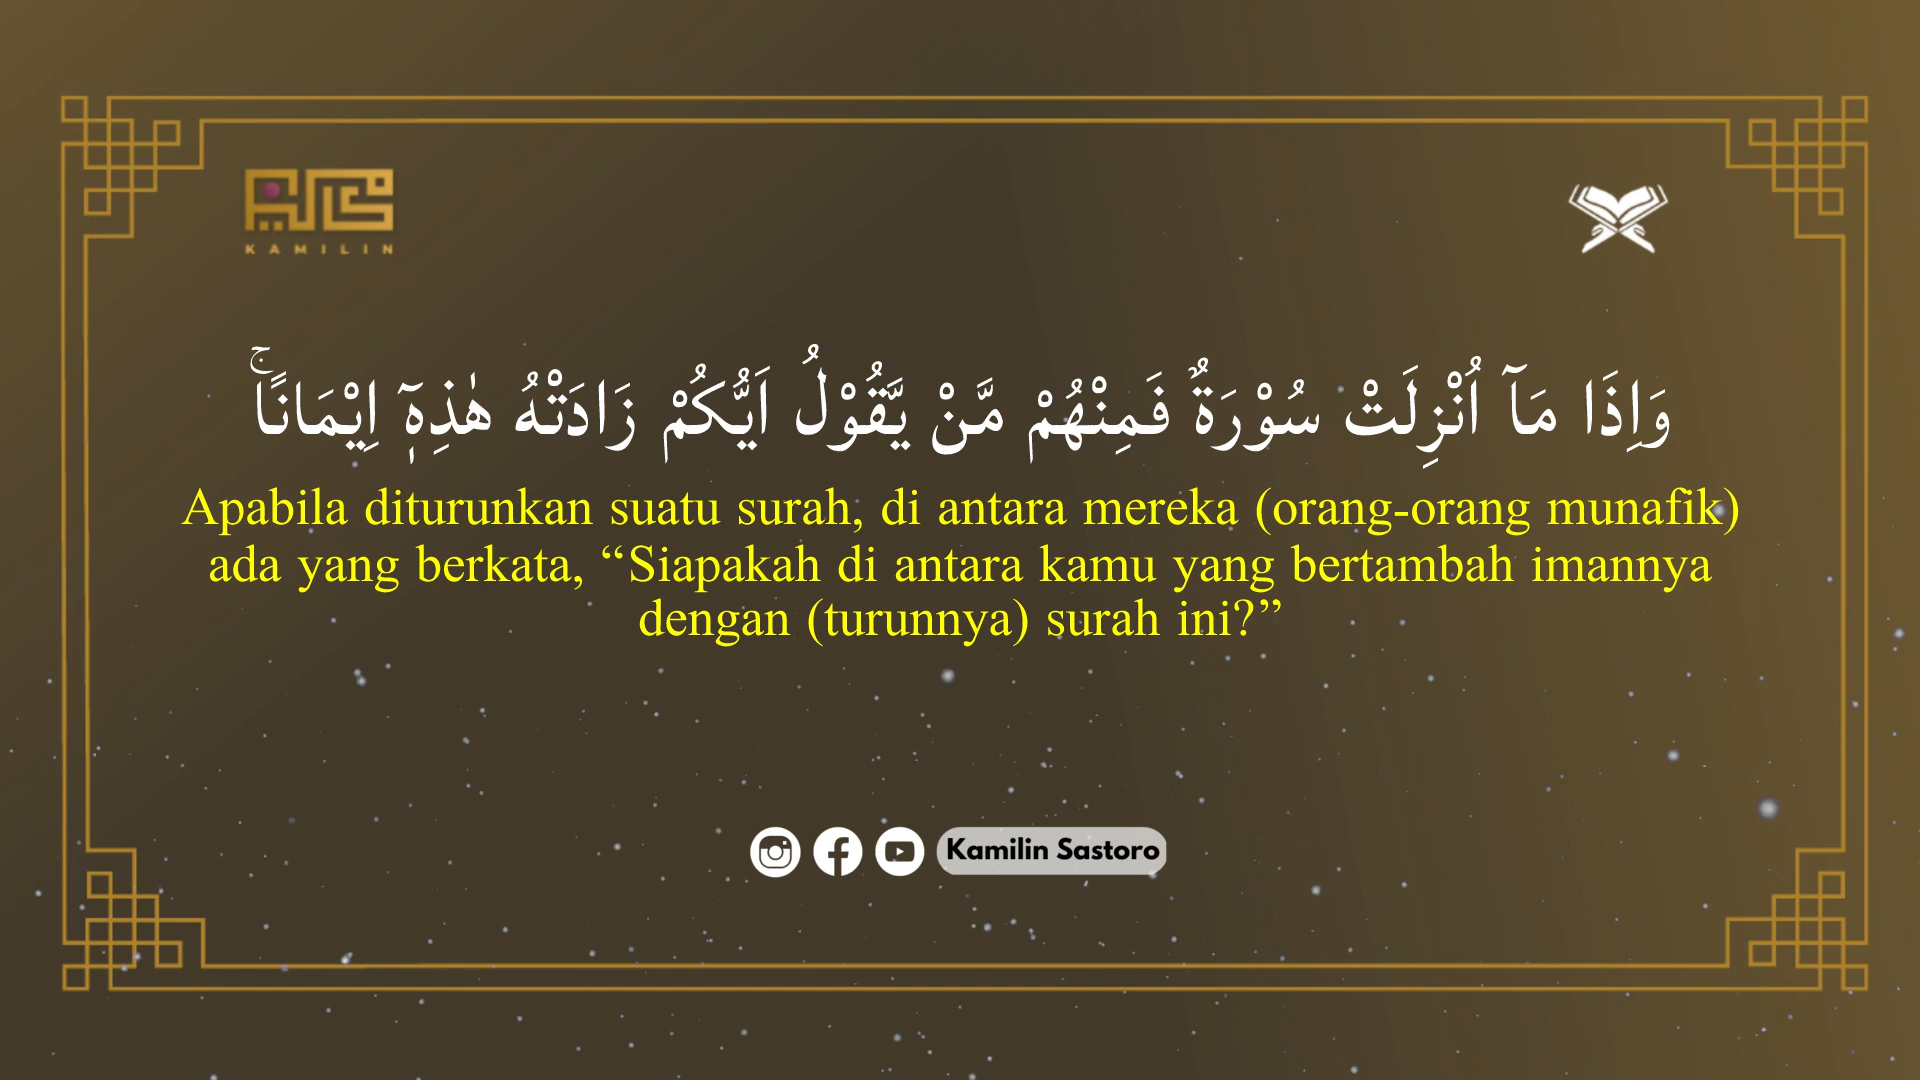 KAMILIN
وَاِذَا مَآ اُنْزِلَتْ سُوْرَةٌ فَمِنْهُمْ مَّنْ يَّقُوْلُ اَيُّكُمْ زَادَتْهُ هٰذِهٖٓ اِيْمَانًاۚ
Apabila diturunkan suatu surah, di antara mereka (orang-orang munafik)
ada yang berkata, “Siapakah di antara kamu yang bertambah imannya
dengan (turunnya) surah ini?”
Kamilin Sastoro